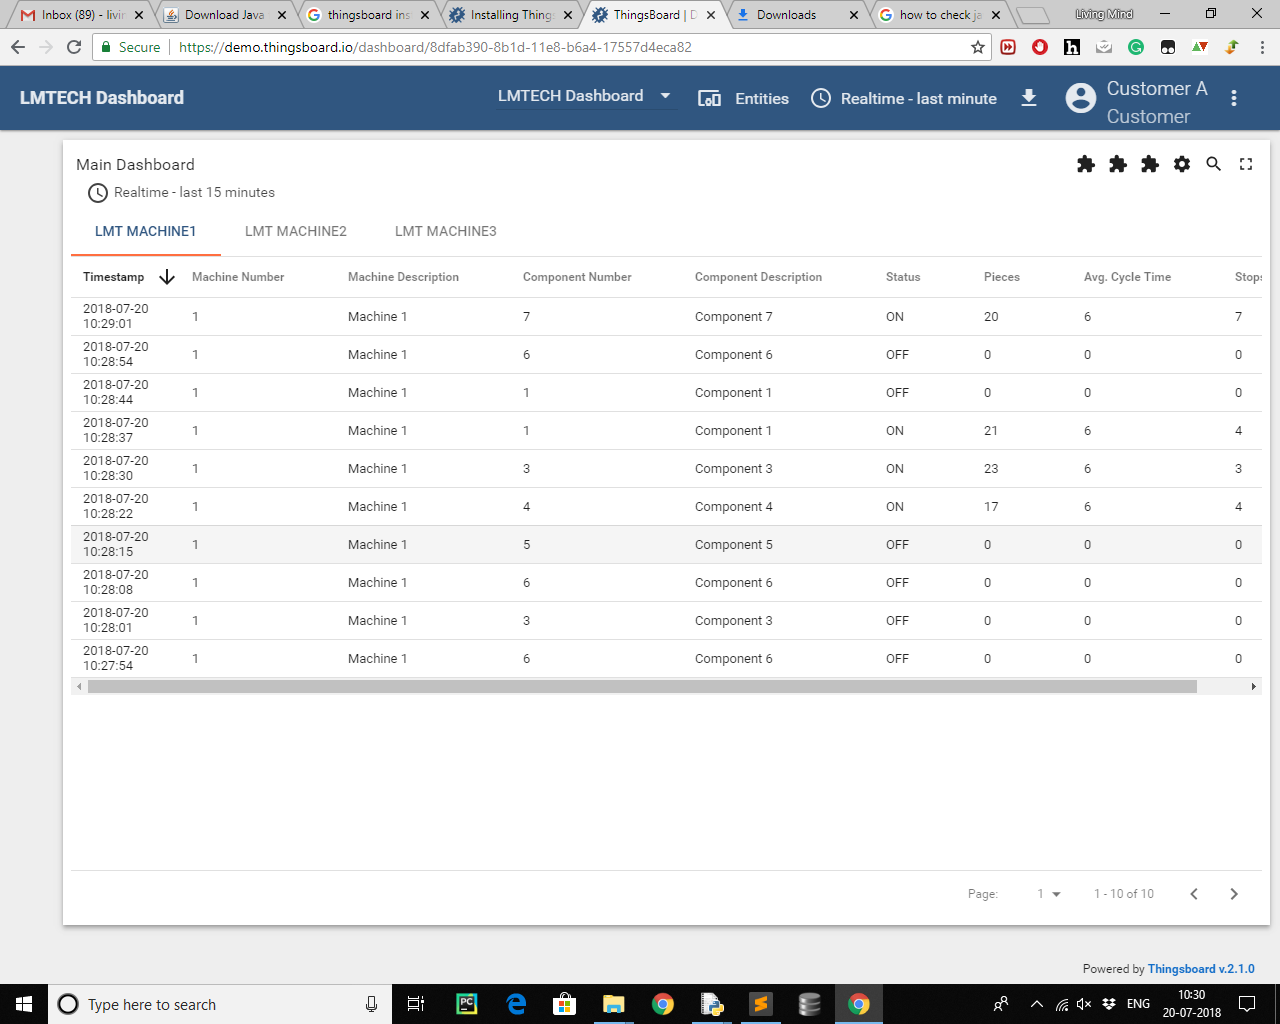 Inbox (89) - livin
Download Java
thingsboard ins
Installing Things
ThingsBoard | D
Downloads
how to check ja
Living Mind
Secure
https://demo.thingsboard.io/dashboard/8dfab390-8b1d-11e8-b6a4-17557d4eca82
LMTECH Dashboard
LMTECH Dashboard
Entities
Realtime - last minute
Customer A
Customer
Main Dashboard
Realtime - last 15 minutes
LMT MACHINE1 LMT MACHINE2 LMT MACHINE3
Timestamp Machine Number Machine Description Component Number Component Description Status Pieces Avg. Cycle Time Stops
2018-07-20 10:29:01 1 Machine 1 7 Component 7 ON 20 6 7
2018-07-20 10:28:54 1 Machine 1 6 Component 6 OFF 0 0 0
2018-07-20 10:28:44 1 Machine 1 1 Component 1 OFF 0 0 0
2018-07-20 10:28:37 1 Machine 1 1 Component 1 ON 21 6 4
2018-07-20 10:28:30 1 Machine 1 3 Component 3 ON 23 6 3
2018-07-20 10:28:22 1 Machine 1 4 Component 4 ON 17 6 4
2018-07-20 10:28:15 1 Machine 1 5 Component 5 OFF 0 0 0
2018-07-20 10:28:08 1 Machine 1 6 Component 6 OFF 0 0 0
2018-07-20 10:28:01 1 Machine 1 3 Component 3 OFF 0 0 0
2018-07-20 10:27:54 1 Machine 1 6 Component 6 OFF 0 0 0
Page: 1 1 - 10 of 10
Powered by Thingsboard v.2.1.0
Type here to search
PC
ENG
10:30
20-07-2018